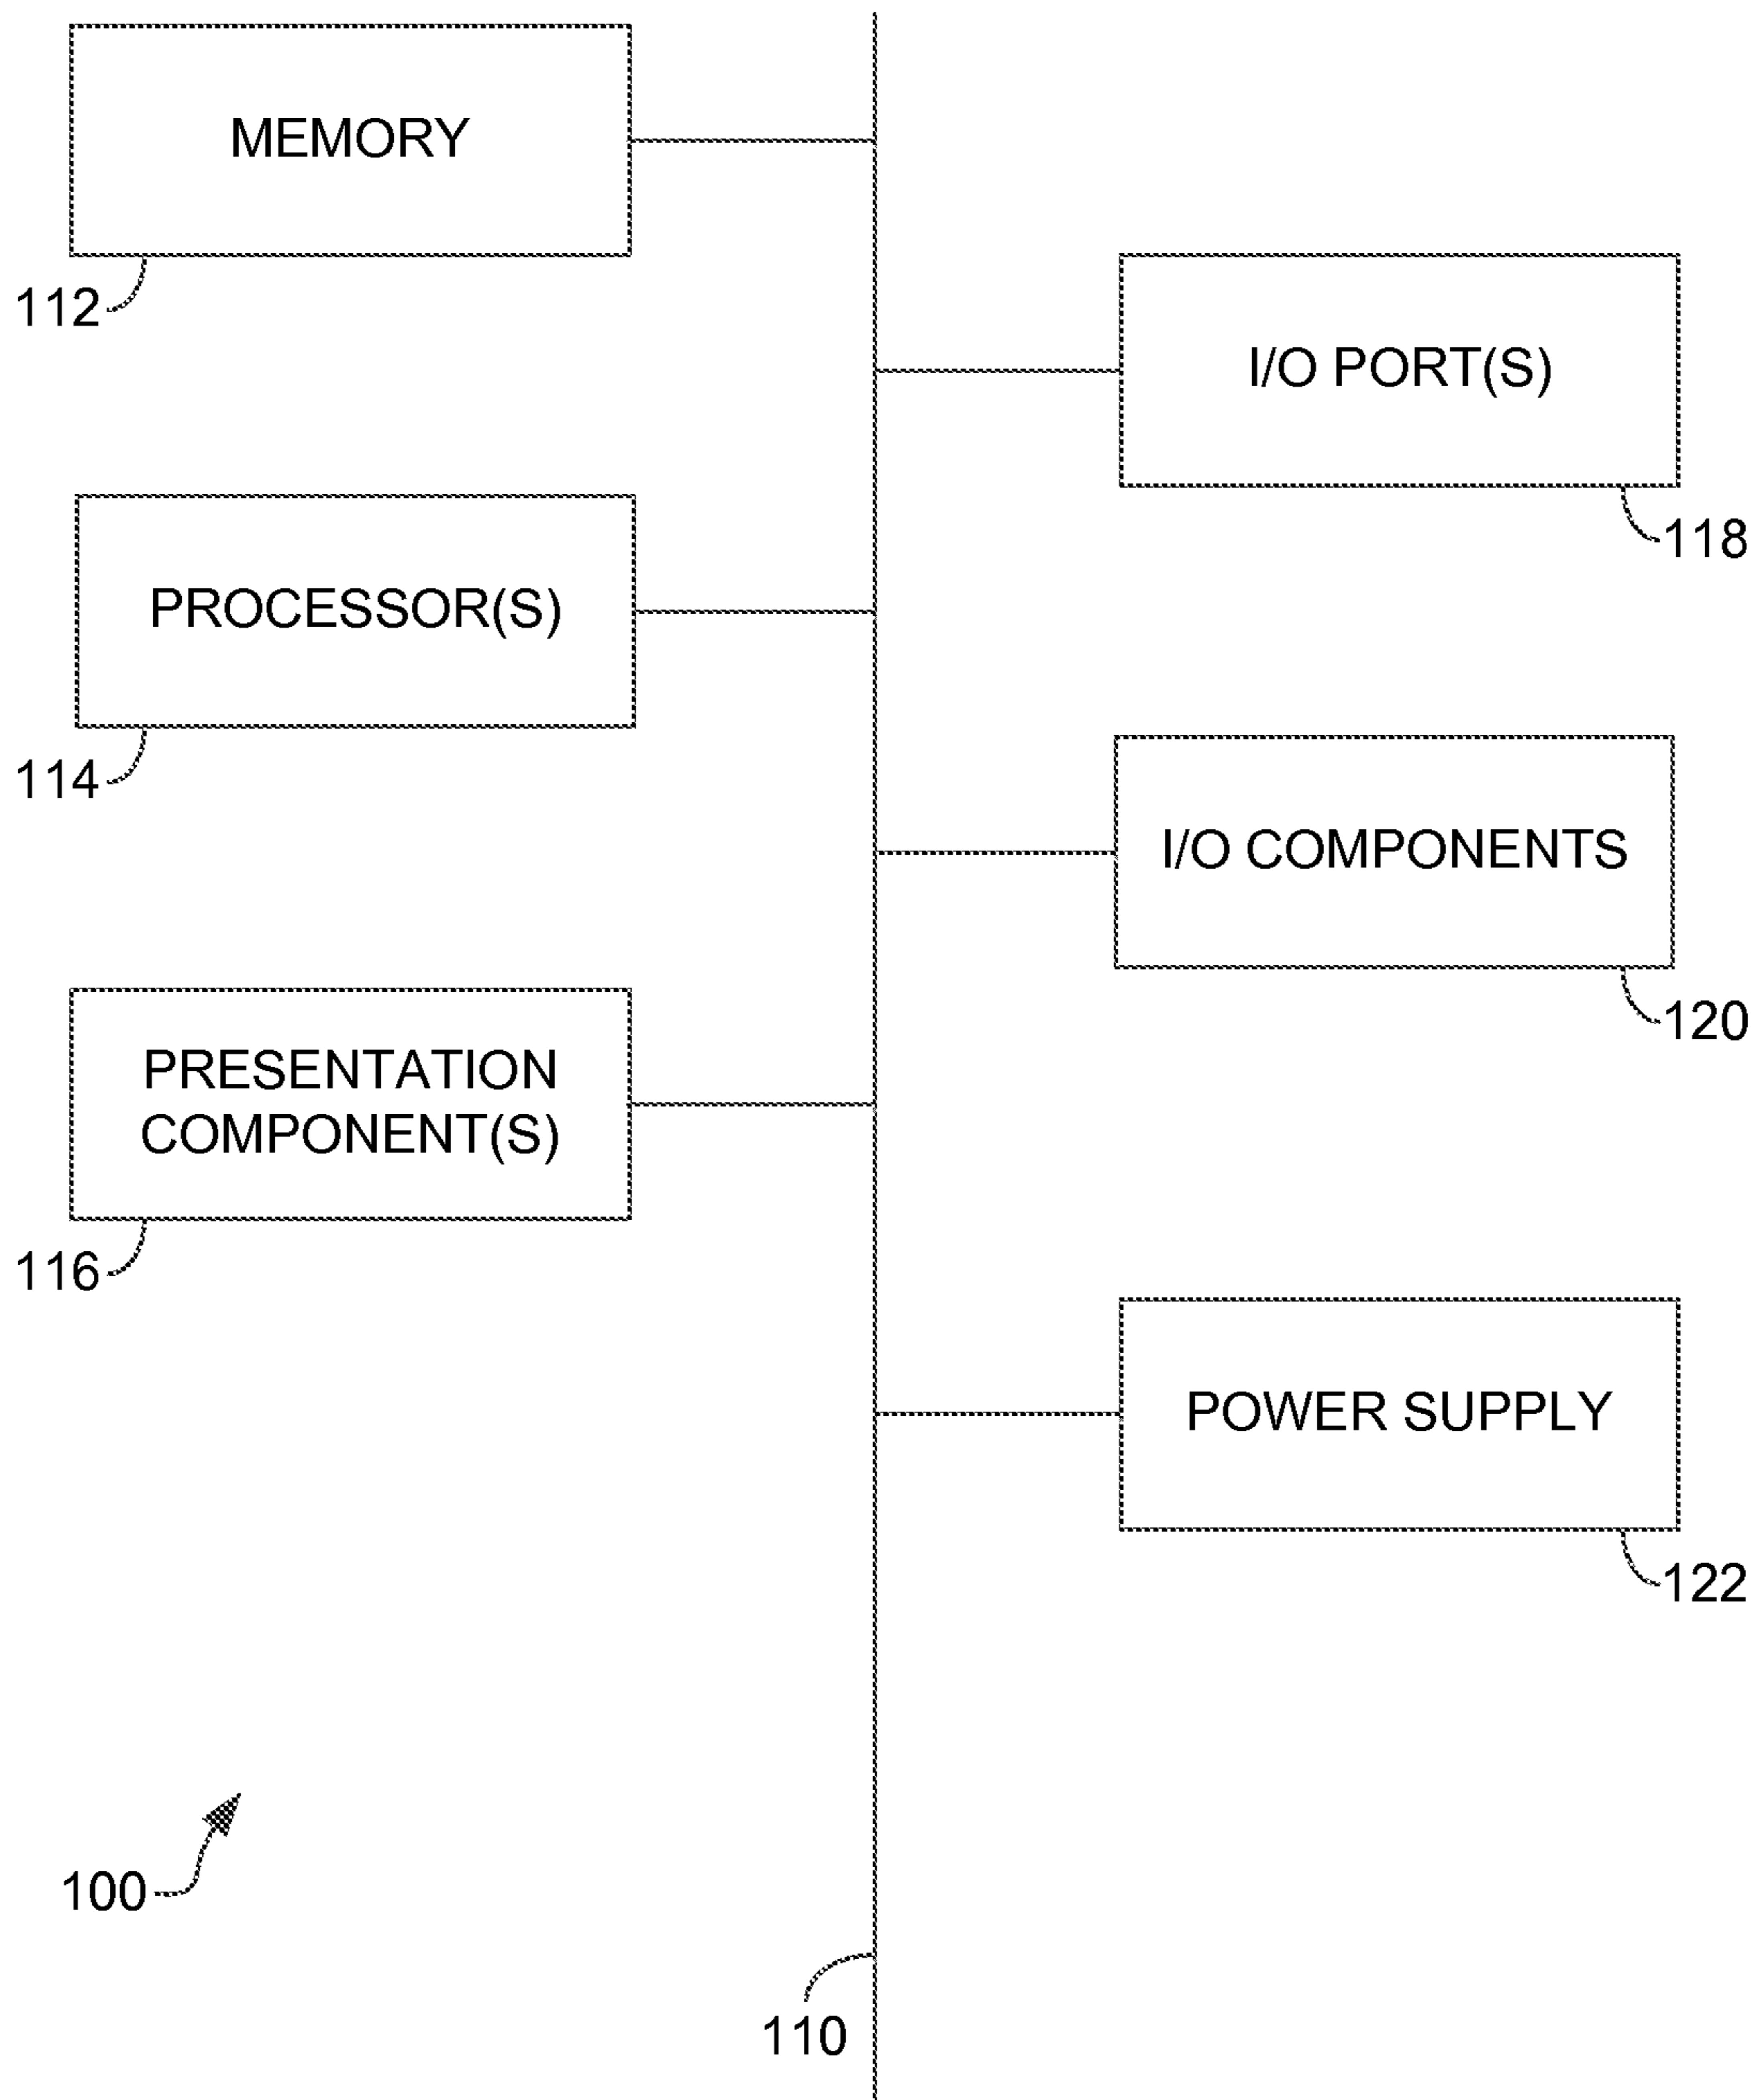 MEMORY
112
I/O PORT(S)
118
PROCESSOR(S)
114
I/O COMPONENTS
120
PRESENTATION
COMPONENT(S)
116
POWER SUPPLY
122
100
110